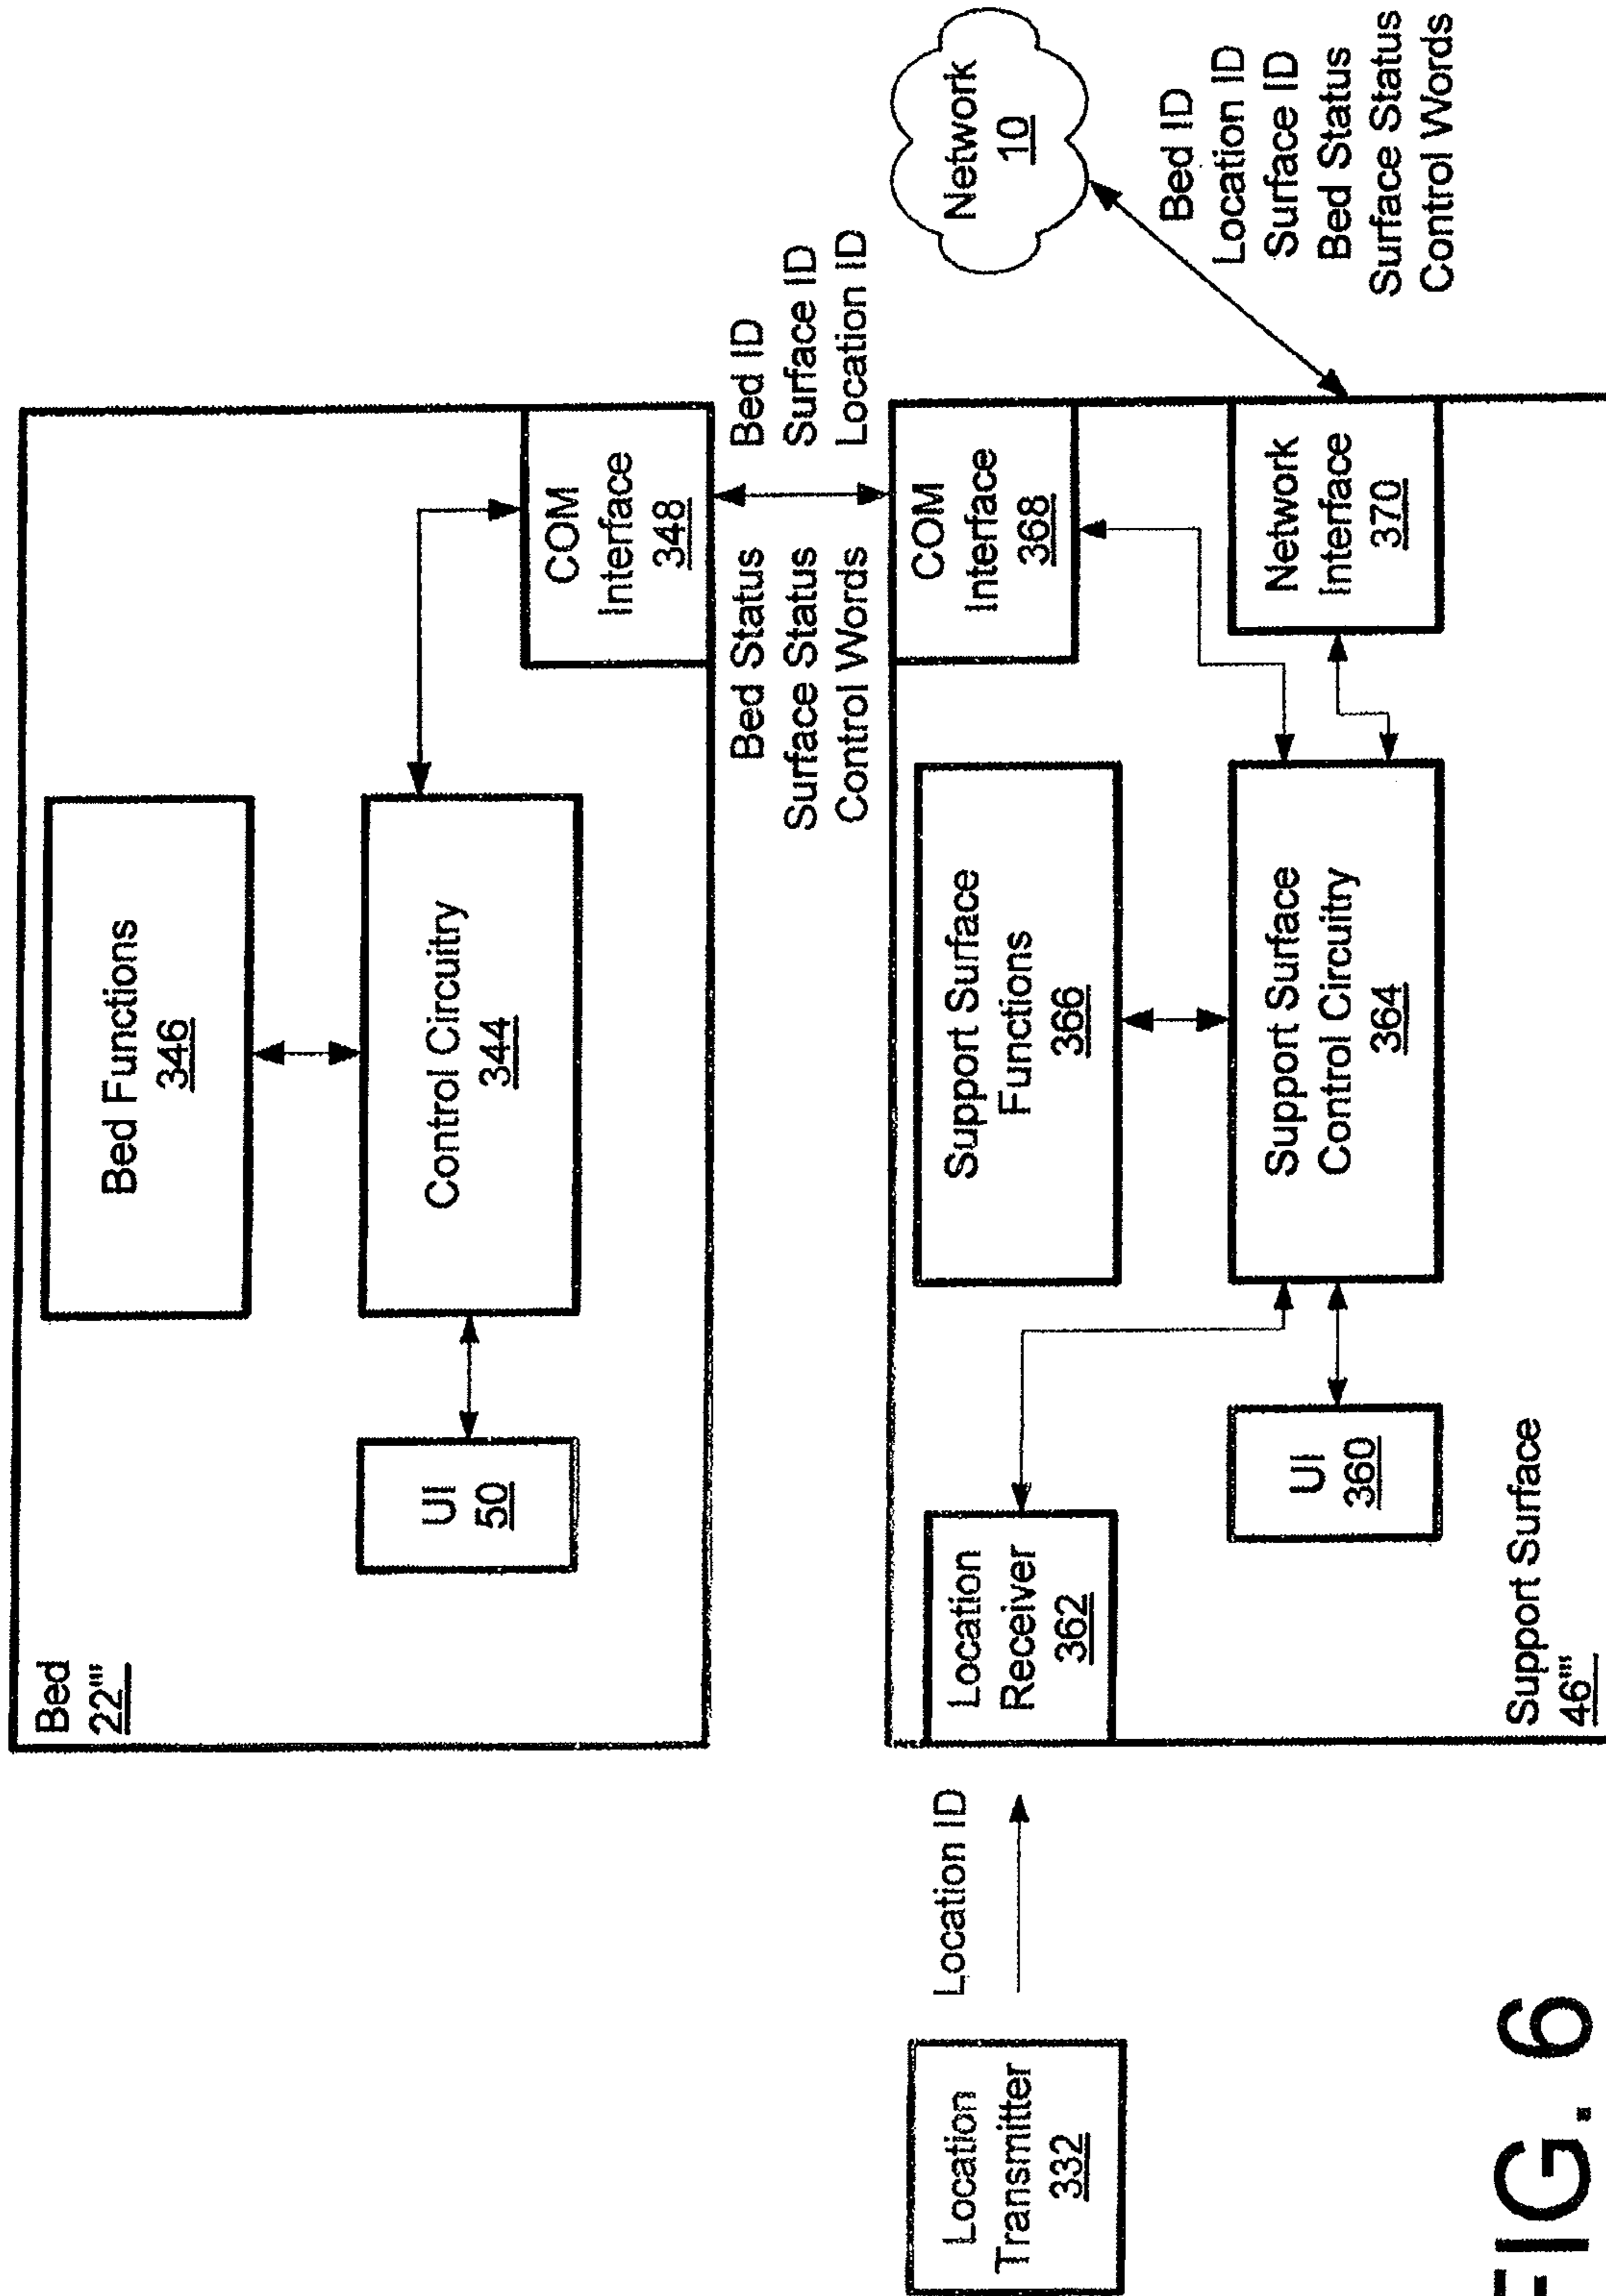 Bed
22'''
Bed Functions
346
UI
50
Control Circuitry
344
COM
Interface
348
Bed Status
Surface Status
Control Words
Bed ID
Surface ID
Location ID
Location
Transmitter
332
Location ID
Location
Receiver
362
Support Surface
Functions
366
COM
Interface
368
Network
10
UI
360
Support Surface
Control Circuitry
364
Network
Interface
370
Bed ID
Location ID
Surface ID
Bed Status
Surface Status
Control Words
Support Surface
46'''
FIG. 6